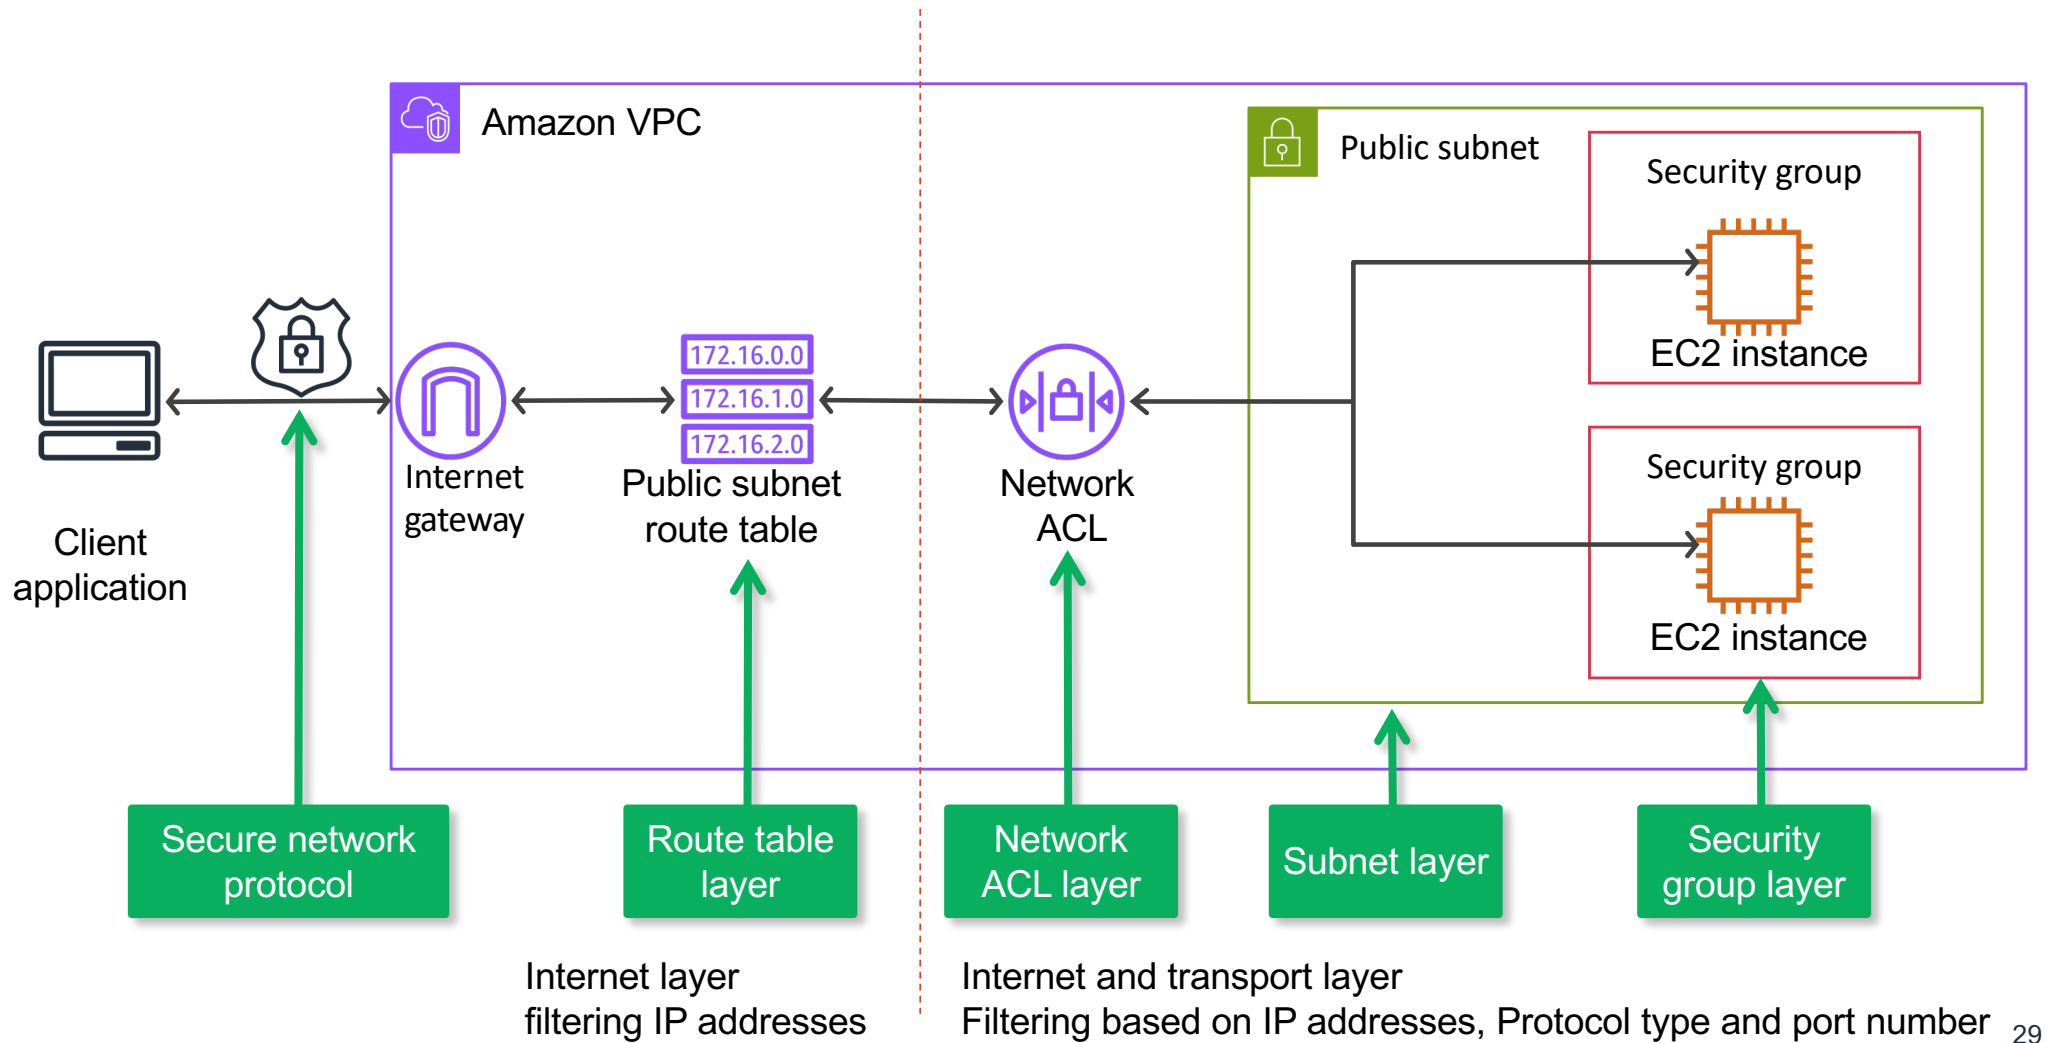 Amazon VPC
Public subnet
Security group
EC2 instance
Security group
EC2 instance
172.16.0.0
172.16.1.0
172.16.2.0
Client
application
Internet
gateway
Public subnet
route table
Network
ACL
Secure network
protocol
Route table
layer
Network
ACL layer
Subnet layer
Security
group layer
Internet layer
filtering IP addresses
Internet and transport layer
Filtering based on IP addresses, Protocol type and port number
29